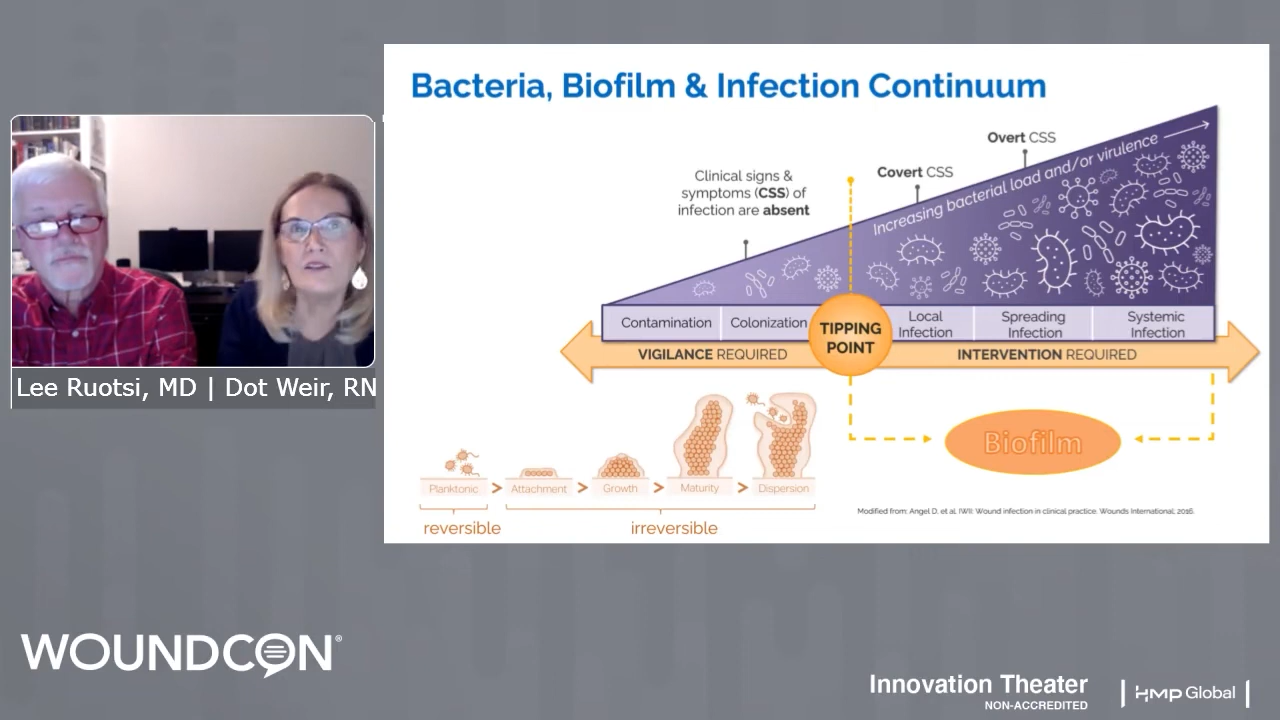 Bacteria, Biofilm & Infection Continuum
Clinical signs &
symptoms (CSS) of
infection are absent
Covert CSS
Overt CSS
Increasing bacterial load and/or virulence
Contamination
Colonization
TIPPING
POINT
Local
Infection
Spreading
Infection
Systemic
Infection
VIGILANCE REQUIRED
INTERVENTION REQUIRED
Biofilm
Planktonic > Attachment > Growth > Maturity > Dispersion
reversible
irreversible
Modified from: Angel D. et al. IWII: Wound infection in clinical practice. Wounds International, 2016.
Lee Ruotsi, MD | Dot Weir, RN
WOUNDCON®
Innovation Theater
NON-ACCREDITED
HMP Global